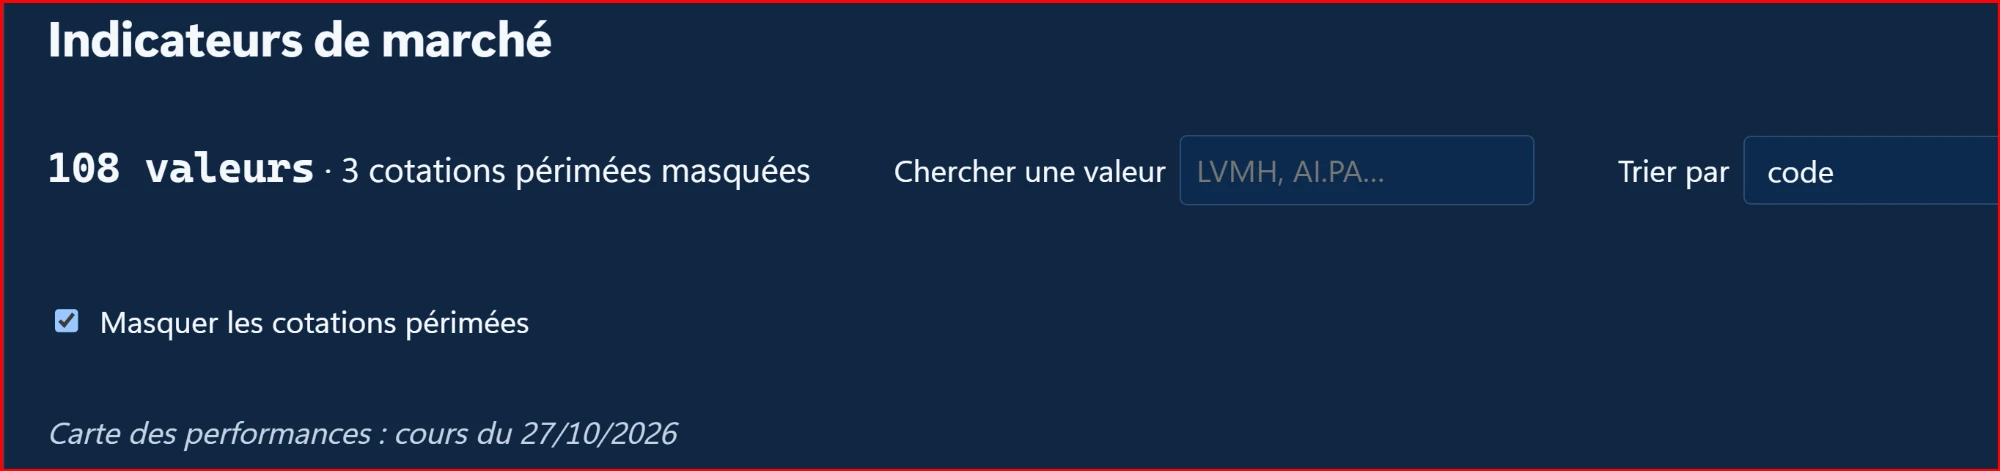 Indicateurs de marché
108 valeurs · 3 cotations périmées masquées Chercher une valeur LVMH, AI.PA... Trier par code
Masquer les cotations périmées
Carte des performances : cours du 27/10/2026